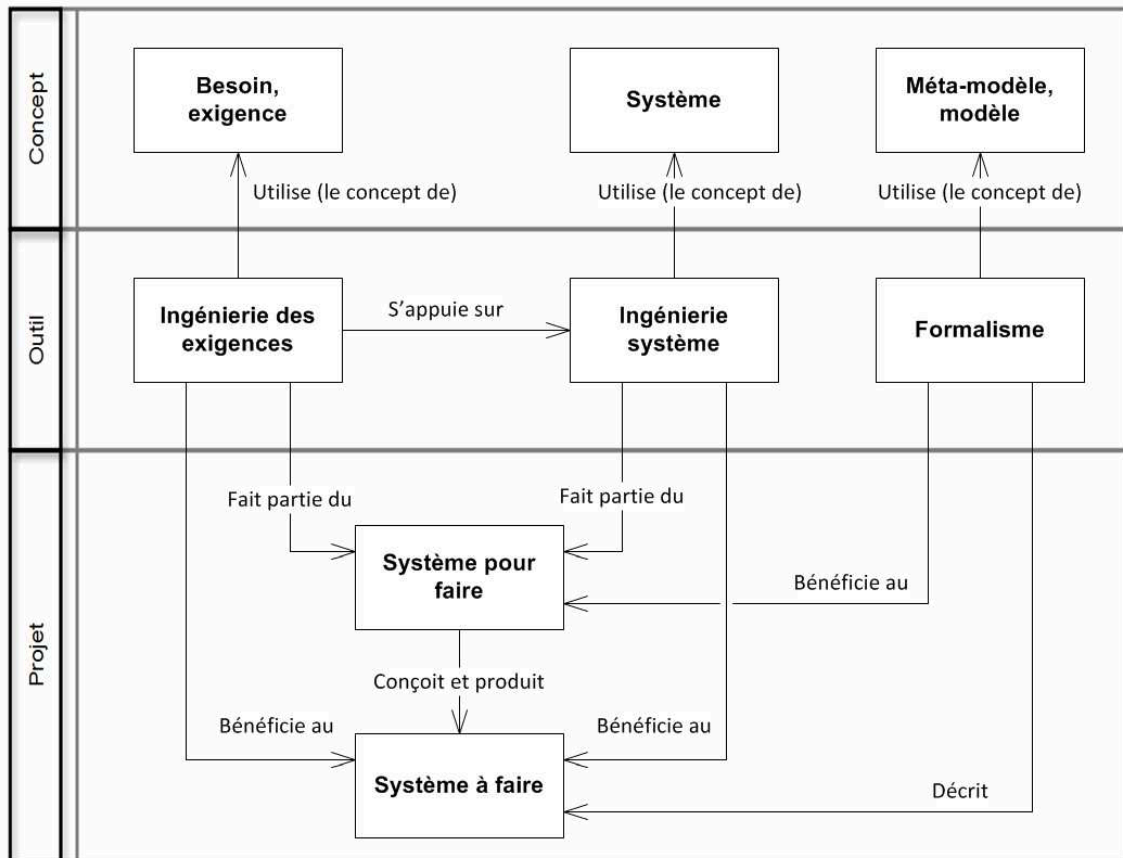 Concept
Besoin,
exigence
Système
Méta-modèle,
modèle
Utilise (le concept de)
Utilise (le concept de)
Utilise (le concept de)
Outil
Ingénierie des
exigences
S’appuie sur
Ingénierie
système
Formalisme
Projet
Fait partie du
Fait partie du
Système pour
faire
Bénéficie au
Conçoit et produit
Bénéficie au
Bénéficie au
Système à faire
Décrit